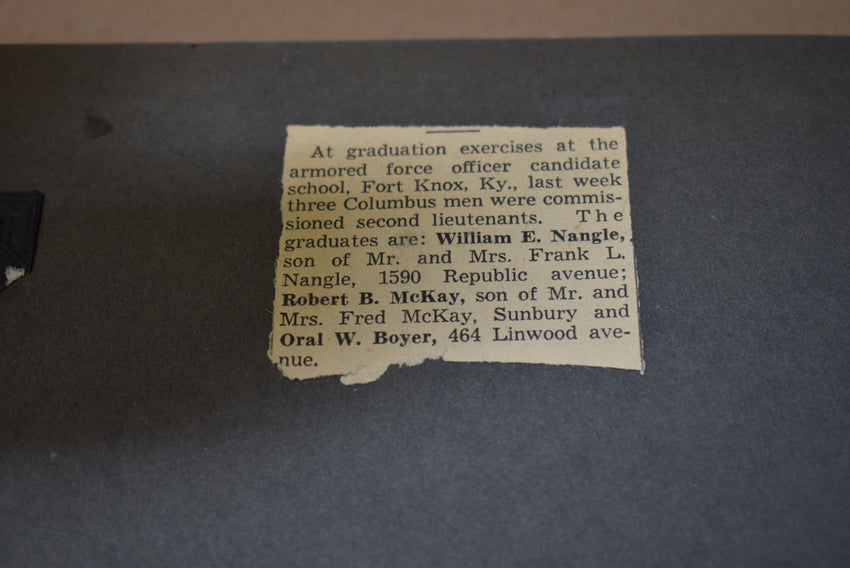 At graduation exercises at the
armored force officer candidate
school, Fort Knox, Ky., last week
three Columbus men were commis-
sioned second lieutenants. The
graduates are: William E. Nangle,
son of Mr. and Mrs. Frank L.
Nangle, 1590 Republic avenue;
Robert B. McKay, son of Mr. and
Mrs. Fred McKay, Sunbury and
Oral W. Boyer, 464 Linwood ave-
nue.